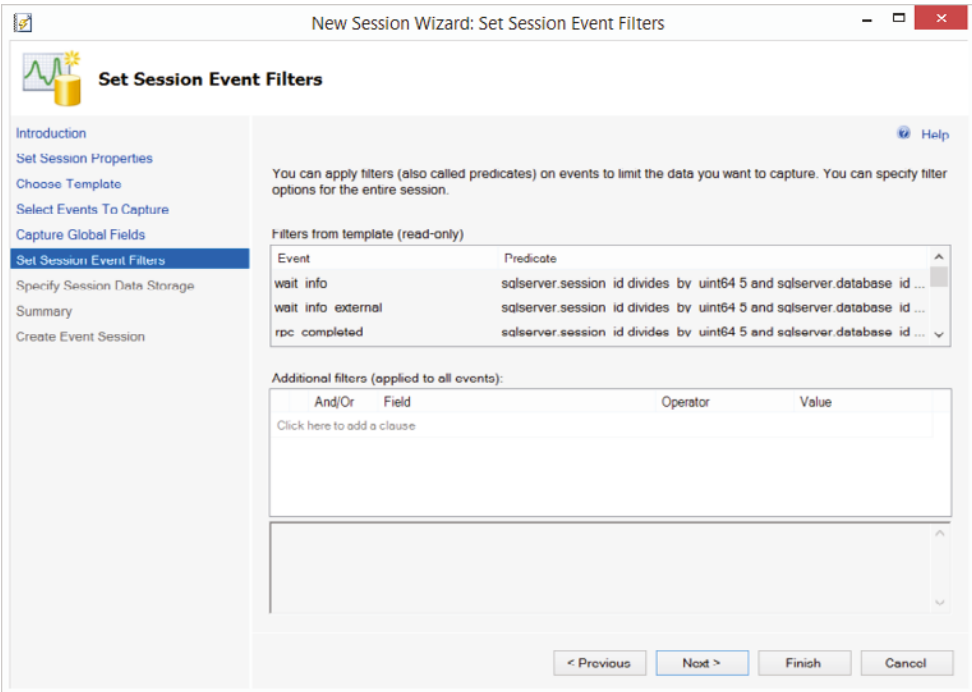 New Session Wizard: Set Session Event Filters
Set Session Event Filters
Introduction
Set Session Properties
Choose Template
Select Events To Capture
Capture Global Fields
Set Session Event Filters
Specify Session Data Storage
Summary
Create Event Session
Help
You can apply filters (also called predicates) on events to limit the data you want to capture. You can specify filter
options for the entire session.
Filters from template (read-only)
Event Predicate
wait_info sqlserver.session_id divides_by_uint64 5 and sqlserver.database_id ...
wait_info_external sqlserver.session_id divides_by_uint64 5 and sqlserver.database_id ...
rpc_completed sqlserver.session_id divides_by_uint64 5 and sqlserver.database_id ...
Additional filters (applied to all events):
And/Or Field Operator Value
Click here to add a clause
< Previous Next > Finish Cancel